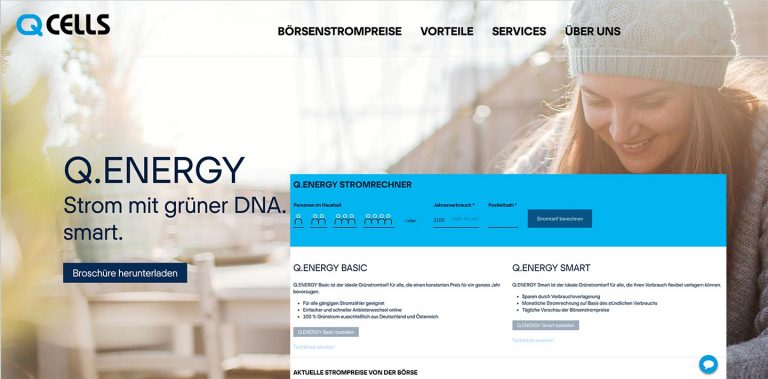 Q CELLS
BÖRSENSTROMPREISE VORTEILE SERVICES ÜBER UNS
Q.ENERGY
Strom mit grüner DNA.
smart.
Broschüre herunterladen
Q.ENERGY STROMRECHNER
Personen im Haushalt
- oder -
Jahresverbrauch *
3100 kWh im Jahr
Postleitzahl *
Stromtarif berechnen
Q.ENERGY BASIC
Q.ENERGY Basic ist der ideale Grünstromtarif für alle, die einen konstanten Preis für ein ganzes Jahr
bevorzugen.
• Für alle gängigen Stromzähler geeignet
• Einfacher und schneller Anbieterwechsel online
• 100 % Grünstrom ausschließlich aus Deutschland und Österreich.
Q.ENERGY Basic bestellen
Tarifdetails ansehen
Q.ENERGY SMART
Q.ENERGY Smart ist der ideale Grünstromtarif für alle, die Ihren Verbrauch flexibel verlagern können.
• Sparen durch Verbrauchsverlagerung
• Monatliche Stromrechnung auf Basis des stündlichen Verbrauchs
• Tägliche Vorschau der Börsenstrompreise
Q.ENERGY Smart bestellen
Tarifdetails ansehen
AKTUELLE STROMPREISE VON DER BÖRSE